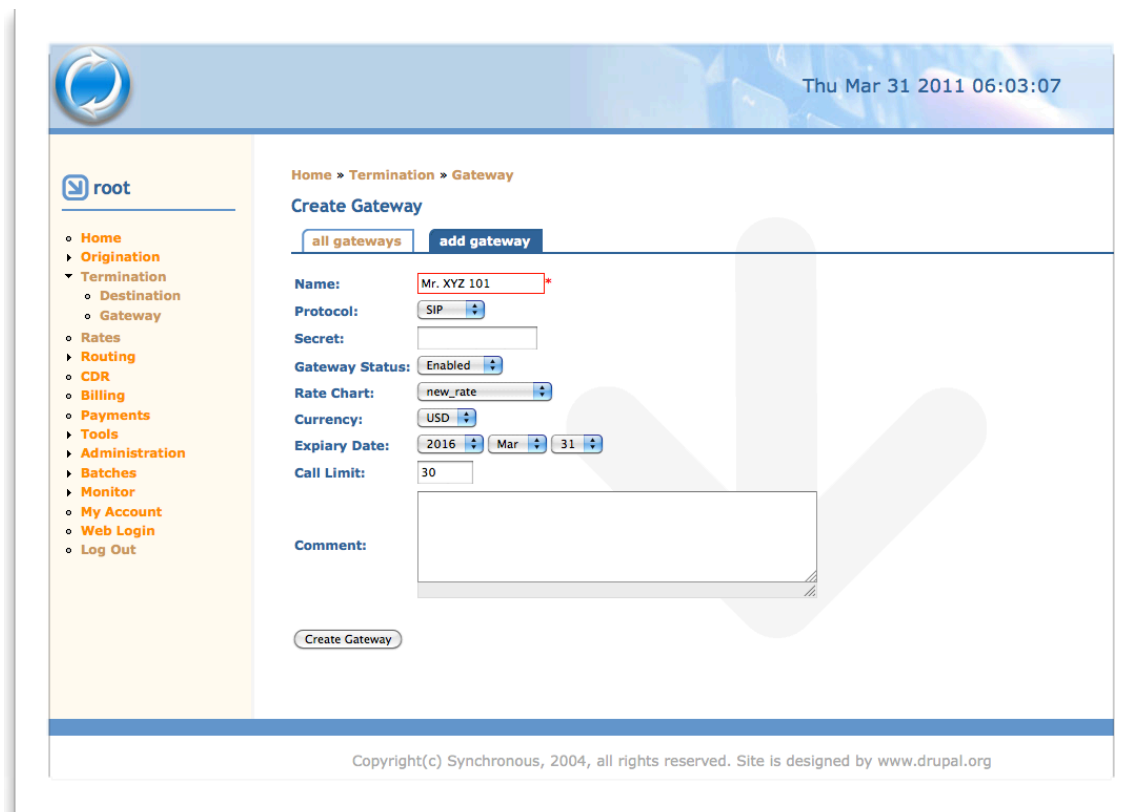 Thu Mar 31 2011 06:03:07
root
Home
Origination
Termination
Destination
Gateway
Rates
Routing
CDR
Billing
Payments
Tools
Administration
Batches
Monitor
My Account
Web Login
Log Out
Home » Termination » Gateway
Create Gateway
all gateways add gateway
Name: Mr. XYZ 101 *
Protocol: SIP
Secret:
Gateway Status: Enabled
Rate Chart: new_rate
Currency: USD
Expiary Date: 2016 Mar 31
Call Limit: 30
Comment:
Create Gateway
Copyright(c) Synchronous, 2004, all rights reserved. Site is designed by www.drupal.org